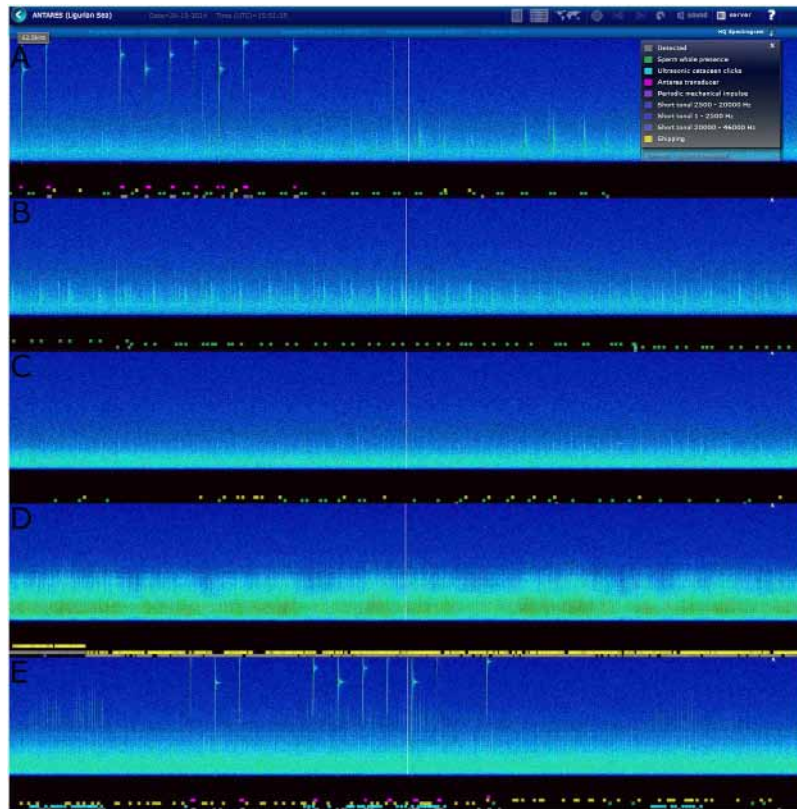 ANTARES (Ligurian Sea)
sound
server
?
HQ Spectrogram
A
Detected
Sperm whale presence
Ultrasonic cetacean clicks
Antares transducer
Periodic mechanical impulse
Short tonal 2500 - 20000 Hz
Short tonal 1 - 2500 Hz
Short tonal 20000 - 46000 Hz
Shipping
B
C
D
E